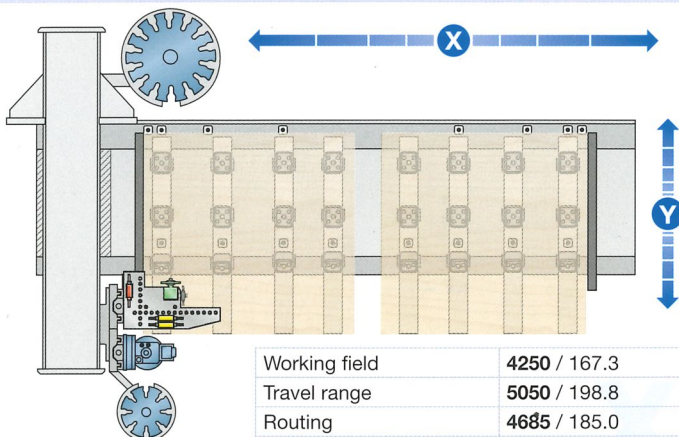 X
Y
Working field 4250 / 167.3
Travel range 5050 / 198.8
Routing 4685 / 185.0